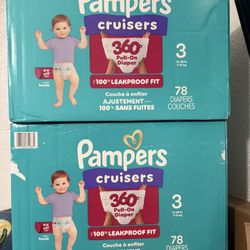 Pampers
cruisers
360°
Pull-On
Diaper
100% LEAKPROOF FIT
Couche à enfiler
AJUSTEMENT
100% SANS FUITES
3
78
DIAPERS
COUCHES
Pampers
cruisers
360°
Pull-On
Diaper
100% LEAKPROOF FIT
Couche à enfiler
3
78
DIAPERS